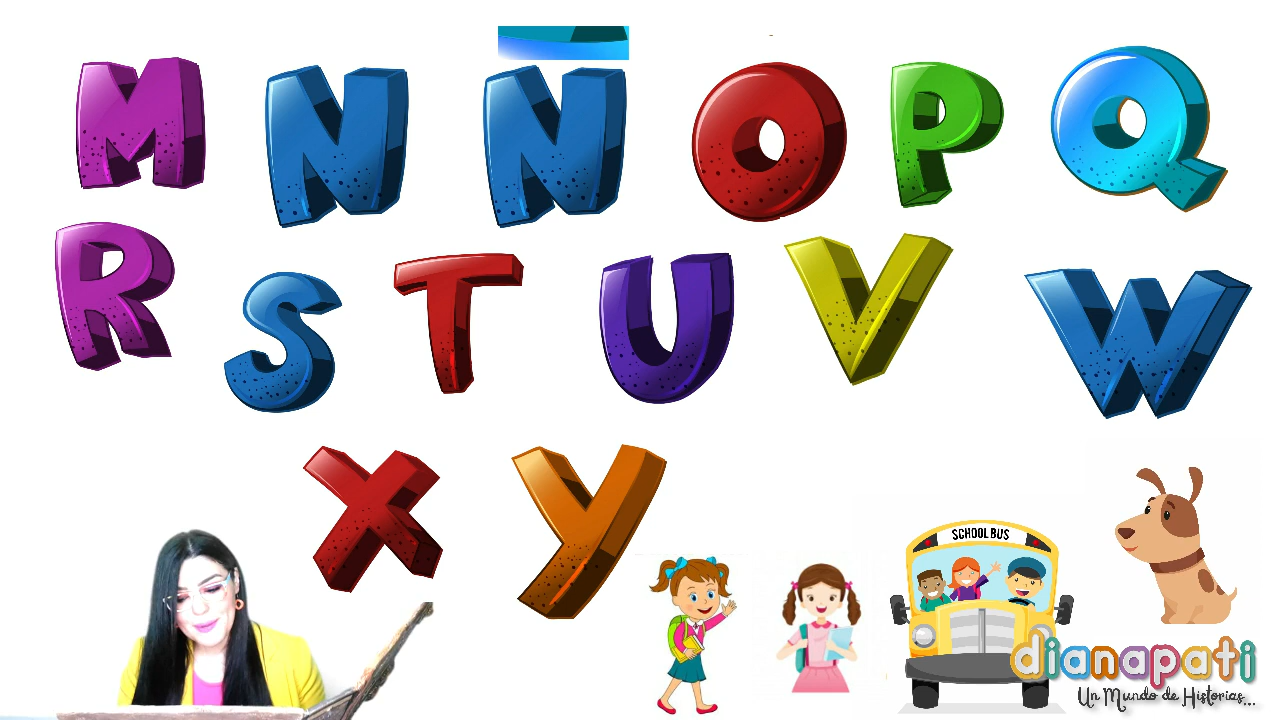 M N Ñ O P Q
R S T U V W
X Y
SCHOOL BUS
dianapati
Un Mundo de Historias...